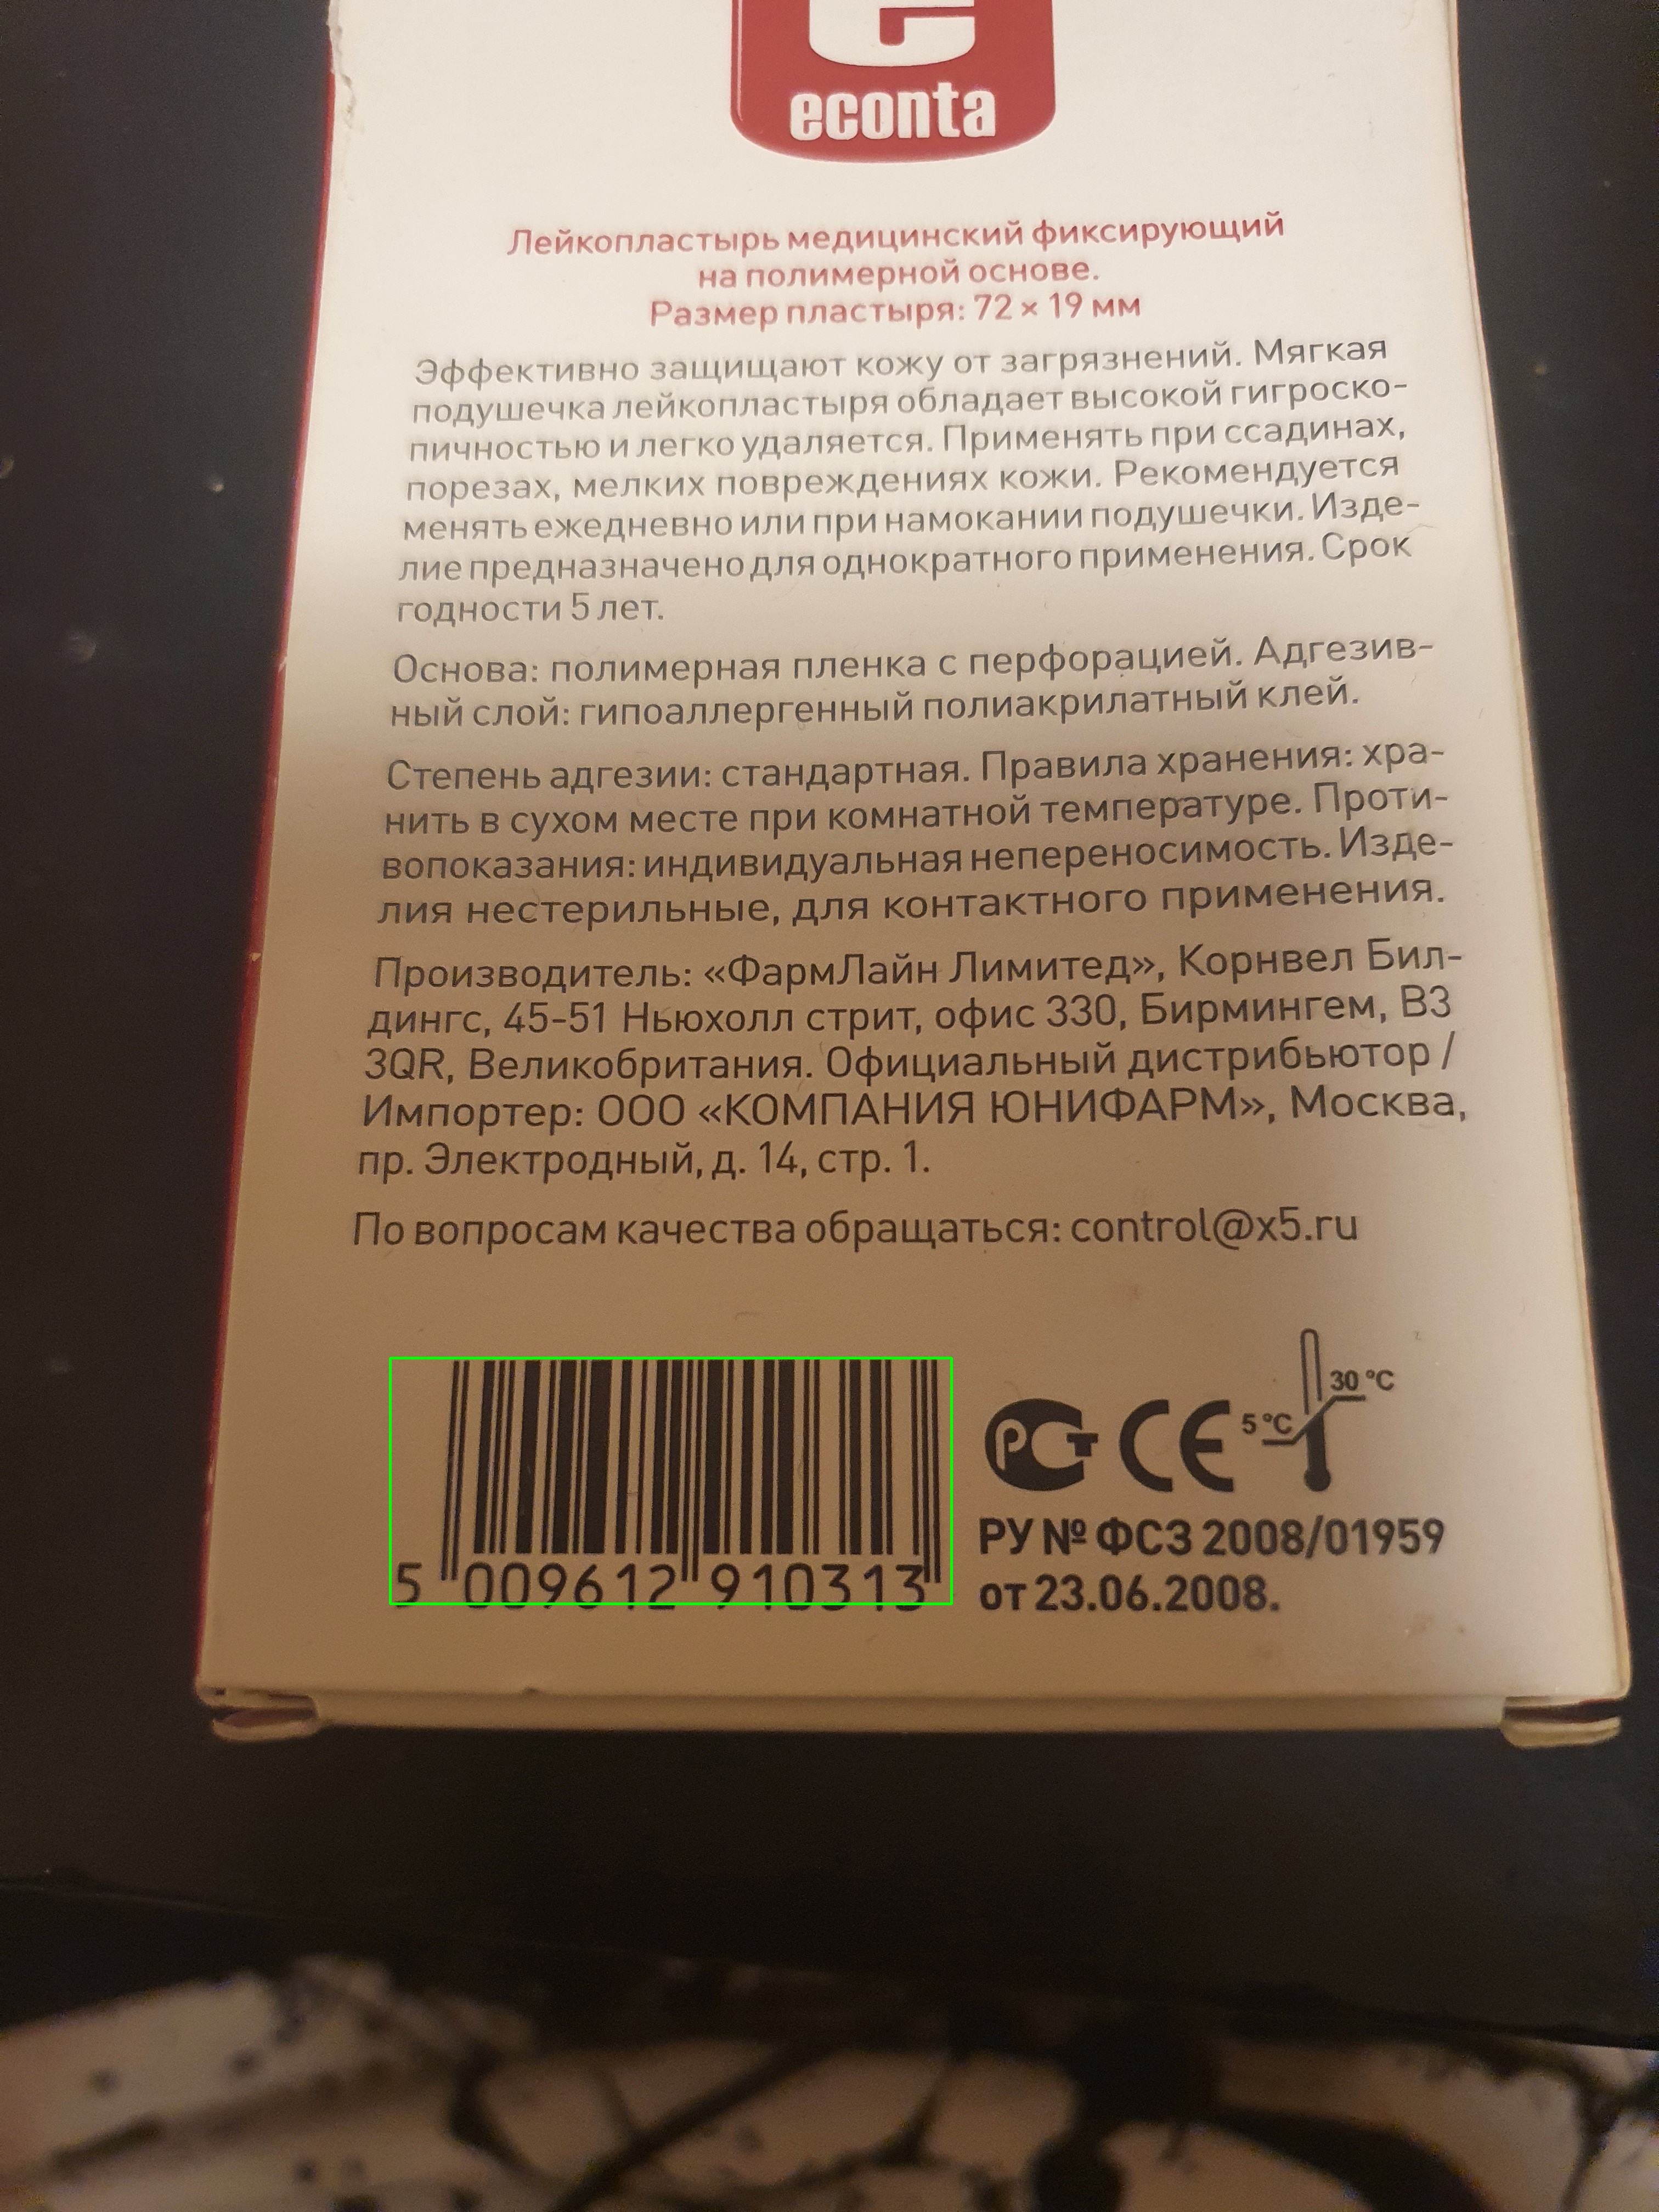 econta
Лейкопластырь медицинский фиксирующий
на полимерной основе.
Размер пластыря: 72 × 19 мм
Эффективно защищают кожу от загрязнений. Мягкая
подушечка лейкопластыря обладает высокой гигроско-
пичностью и легко удаляется. Применять при ссадинах,
порезах, мелких повреждениях кожи. Рекомендуется
менять ежедневно или при намокании подушечки. Изде-
лие предназначено для однократного применения. Срок
годности 5 лет.
Основа: полимерная пленка с перфорацией. Адгезив-
ный слой: гипоаллергенный полиакрилатный клей.
Степень адгезии: стандартная. Правила хранения: хра-
нить в сухом месте при комнатной температуре. Проти-
вопоказания: индивидуальная непереносимость. Изде-
лия нестерильные, для контактного применения.
Производитель: «ФармЛайн Лимитед», Корнвел Бил-
дингс, 45-51 Ньюхолл стрит, офис 330, Бирмингем, B3
3QR, Великобритания. Официальный дистрибьютор /
Импортер: ООО «КОМПАНИЯ ЮНИФАРМ», Москва,
пр. Электродный, д. 14, стр. 1.
По вопросам качества обращаться: control@x5.ru
30 °C
РСТ CE 5 °C
РУ № ФСЗ 2008/01959
от 23.06.2008.
5 009612 910313